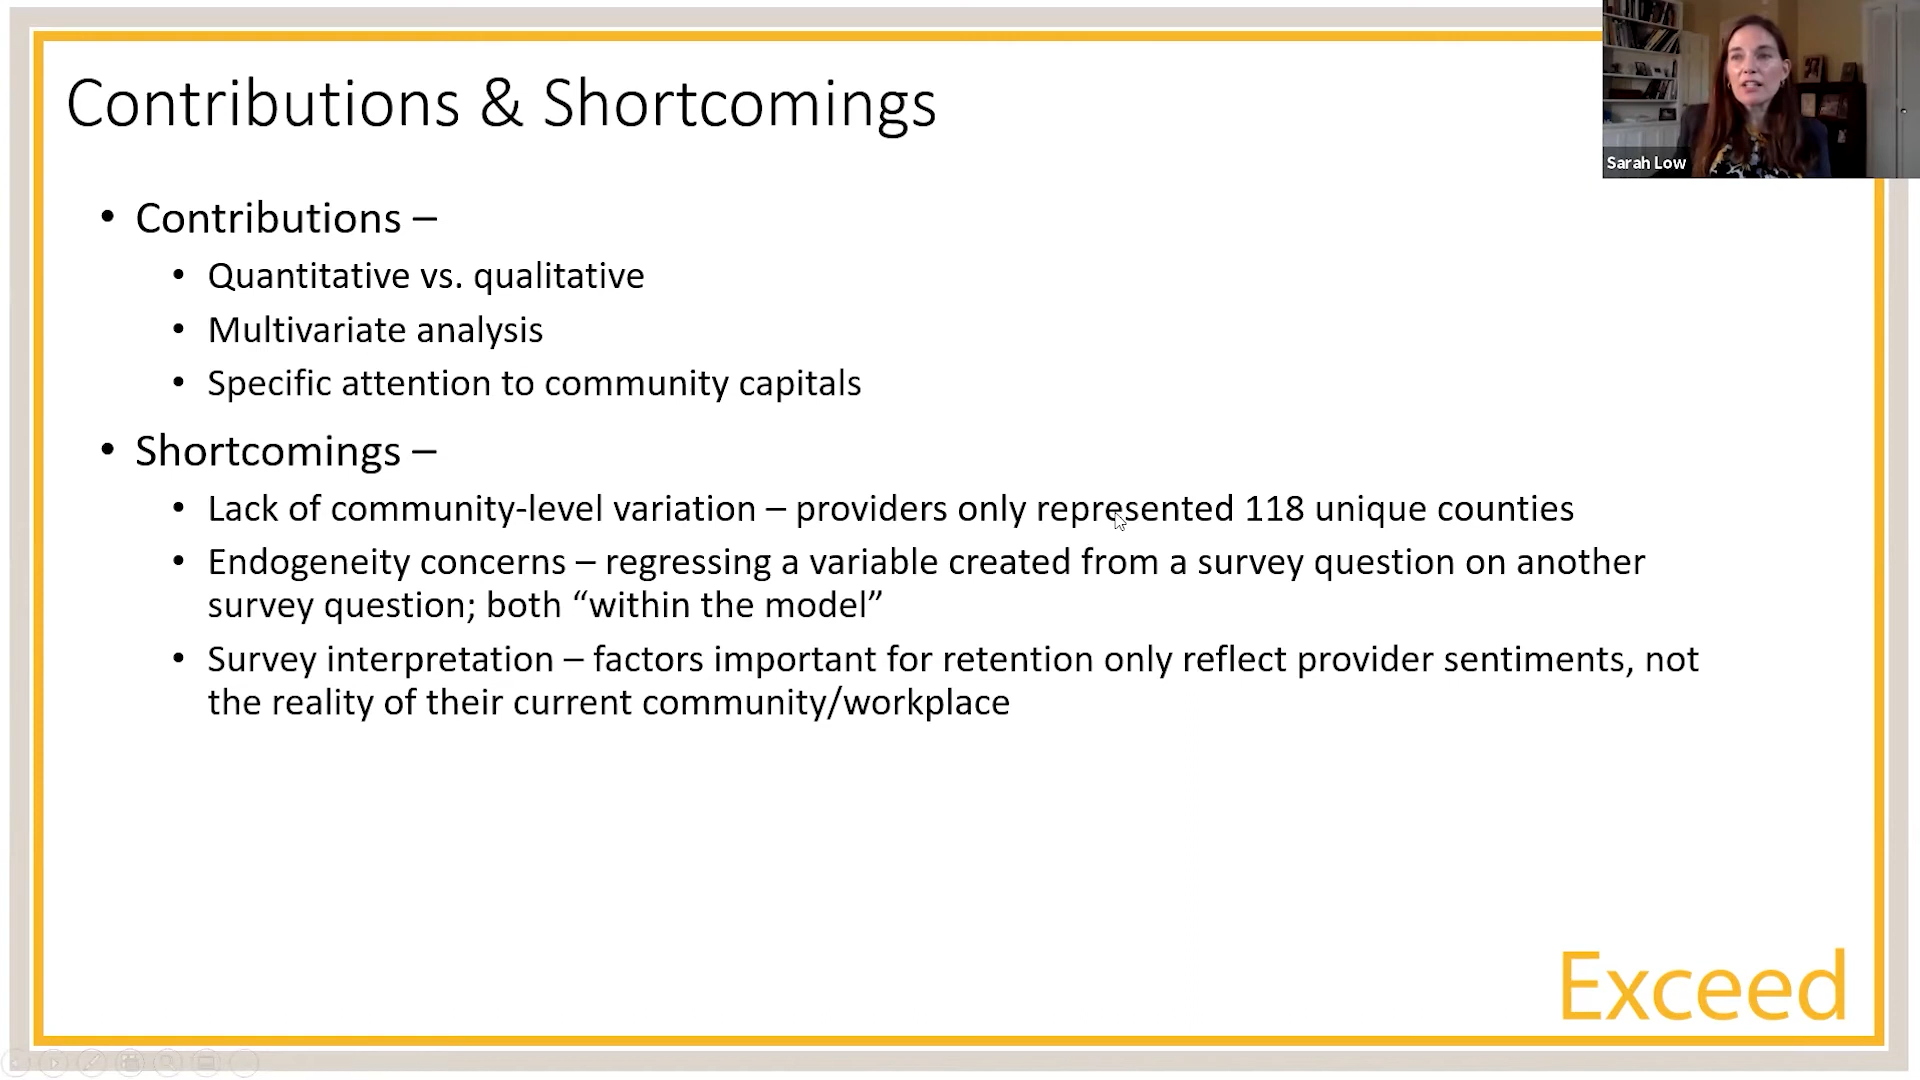 Contributions & Shortcomings
Sarah Low
• Contributions –
• Quantitative vs. qualitative
• Multivariate analysis
• Specific attention to community capitals
• Shortcomings –
• Lack of community-level variation – providers only represented 118 unique counties
• Endogeneity concerns – regressing a variable created from a survey question on another
survey question; both “within the model”
• Survey interpretation – factors important for retention only reflect provider sentiments, not
the reality of their current community/workplace
Exceed